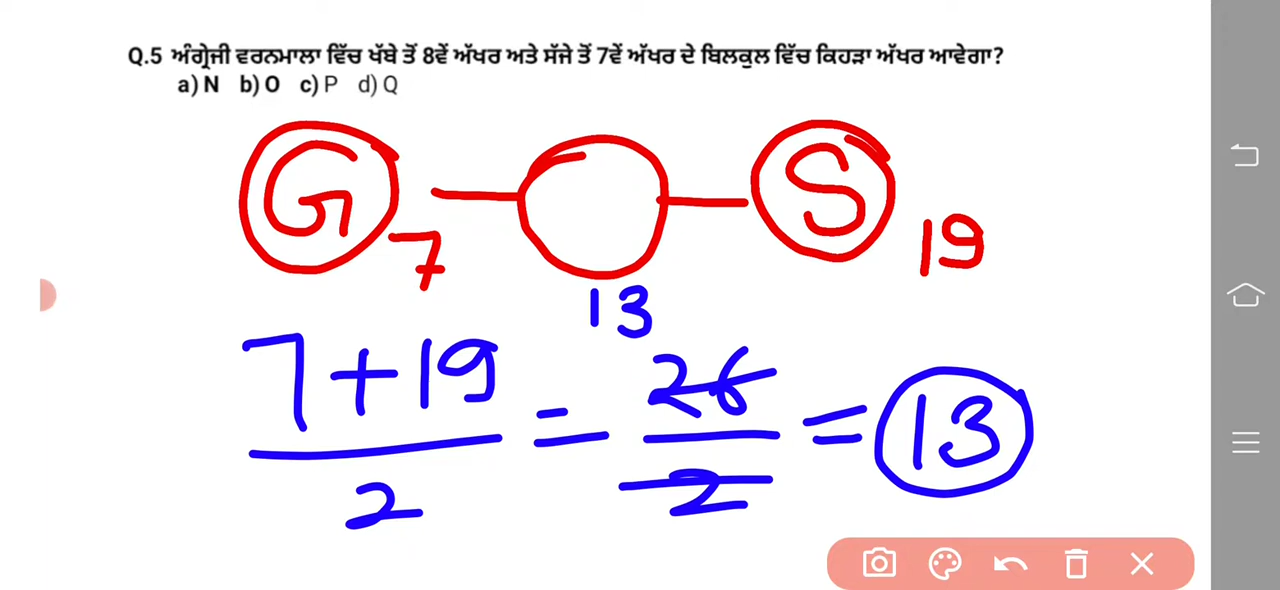 Q.5 ਅੰਗ੍ਰੇਜੀ ਵਰਨਮਾਲਾ ਵਿੱਚ ਖੱਬੇ ਤੋਂ 8ਵੇਂ ਅੱਖਰ ਅਤੇ ਸੱਜੇ ਤੋਂ 7ਵੇਂ ਅੱਖਰ ਦੇ ਬਿਲਕੁਲ ਵਿੱਚ ਕਿਹੜਾ ਅੱਖਰ ਆਵੇਗਾ?
a) N b) O c) P d) Q
G S
7 19
13
7+19 = 26 = 13
2 2